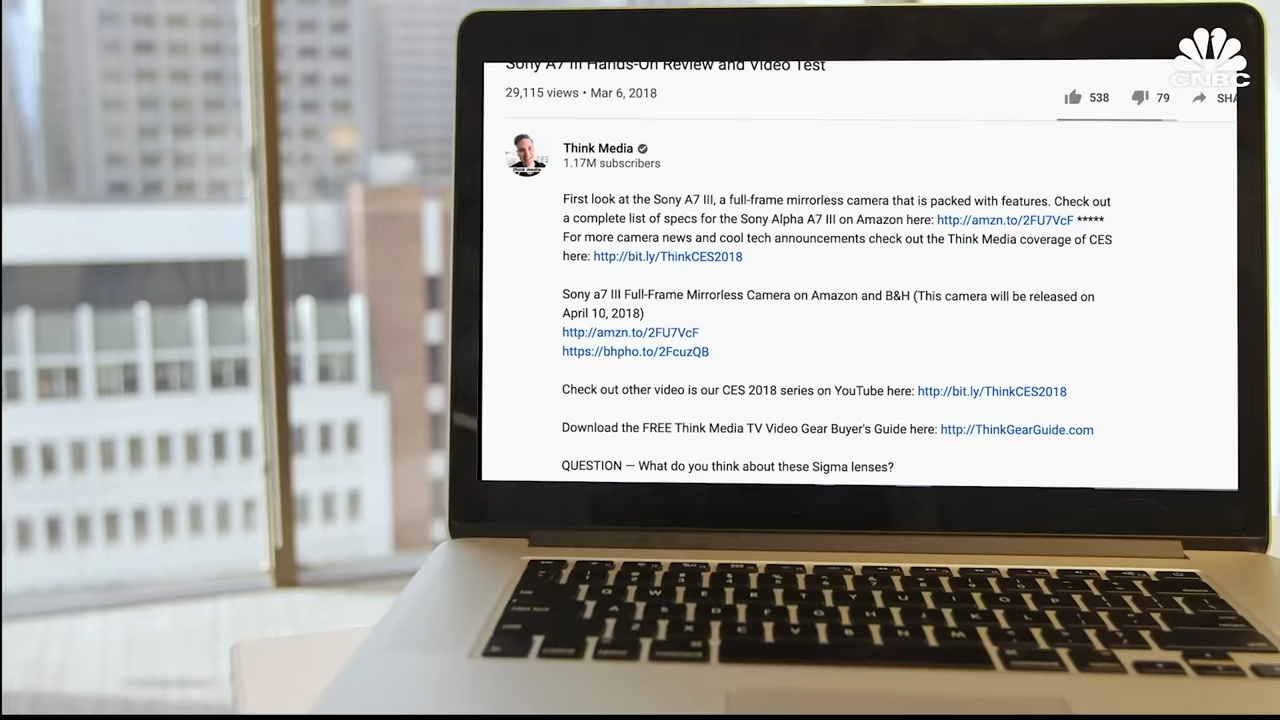 CNBC
Sony A7 III Hands-On Review and Video Test
29,115 views • Mar 6, 2018
538
79
SHA
Think Media
1.17M subscribers
First look at the Sony A7 III, a full-frame mirrorless camera that is packed with features. Check out
a complete list of specs for the Sony Alpha A7 III on Amazon here: http://amzn.to/2FU7VcF *****
For more camera news and cool tech announcements check out the Think Media coverage of CES
here: http://bit.ly/ThinkCES2018
Sony a7 III Full-Frame Mirrorless Camera on Amazon and B&H (This camera will be released on
April 10, 2018)
http://amzn.to/2FU7VcF
https://bhpho.to/2FcuzQB
Check out other video is our CES 2018 series on YouTube here: http://bit.ly/ThinkCES2018
Download the FREE Think Media TV Video Gear Buyer's Guide here: http://ThinkGearGuide.com
QUESTION — What do you think about these Sigma lenses?
Q W E R T Y
A S D F G H K L
Z X C V B N M